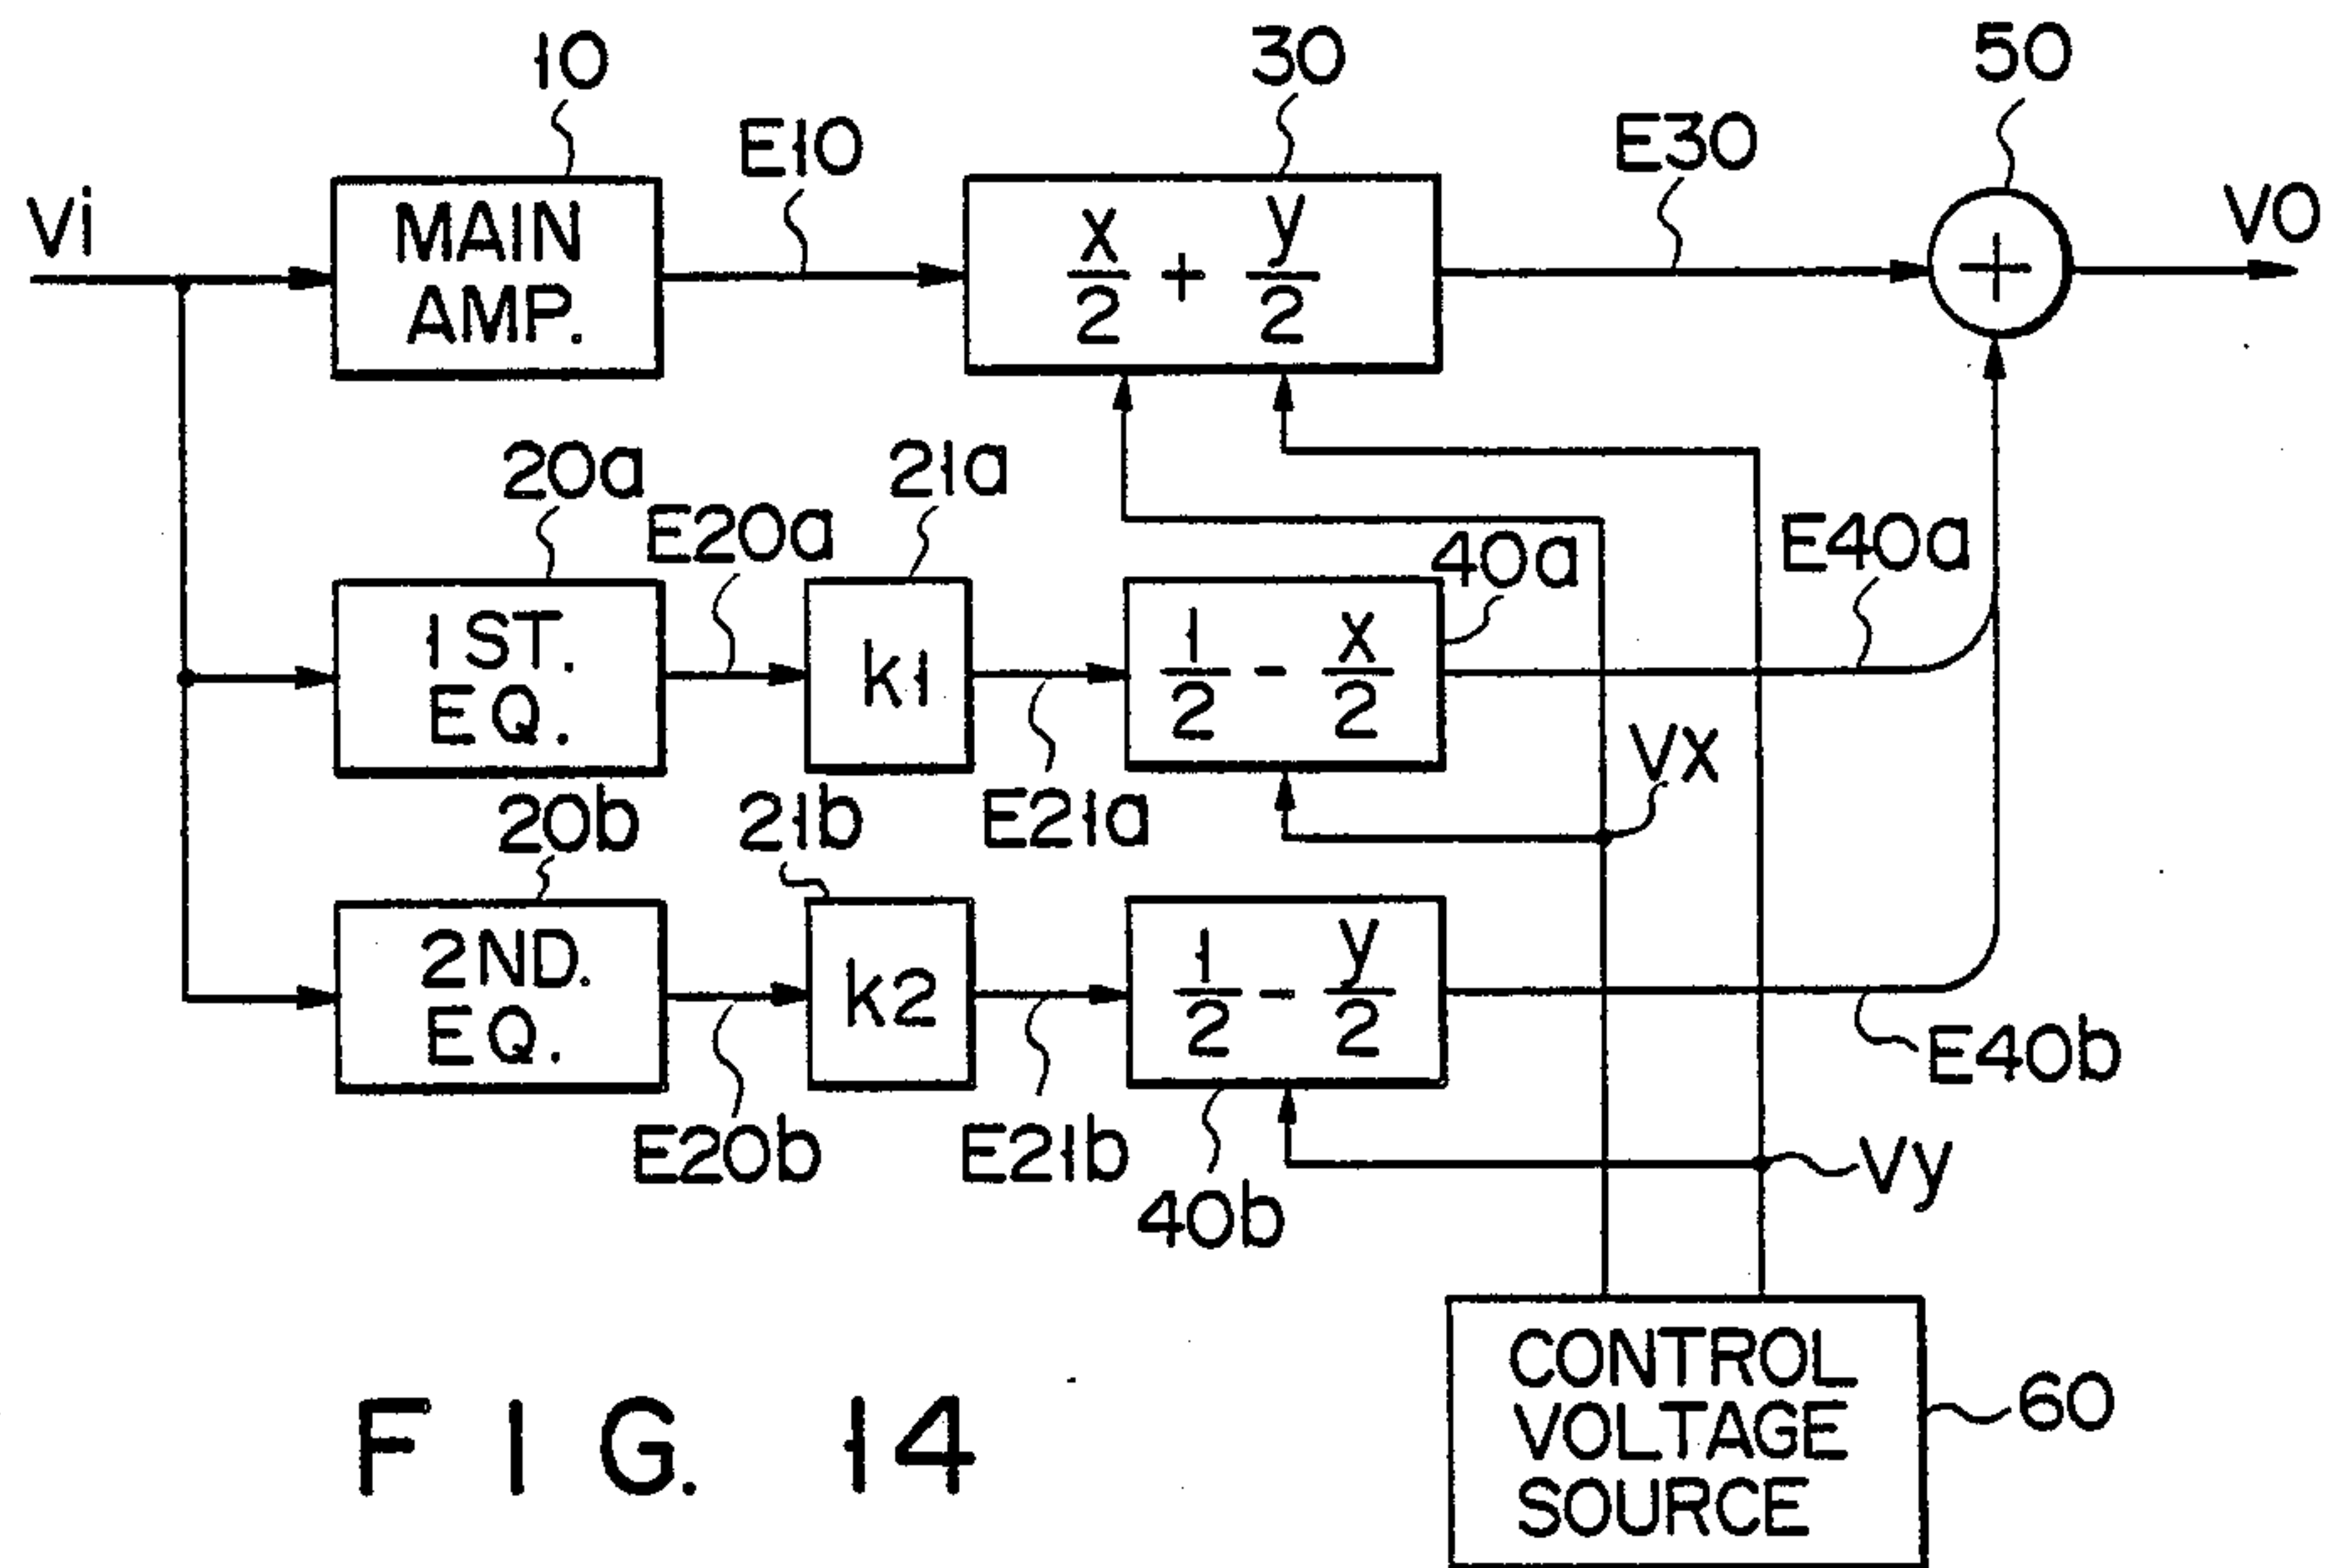 10
30
50
E10
E30
Vi
MAIN
AMP.
x/2 + y/2
+
VO
20a
21a
E20a
40a
E40a
1ST.
EQ.
k1
1/2 - x/2
VX
20b
21b
E21a
2ND.
EQ.
k2
1/2 - y/2
E40b
E20b
E21b
40b
Vy
CONTROL
VOLTAGE
SOURCE
60
FIG. 14